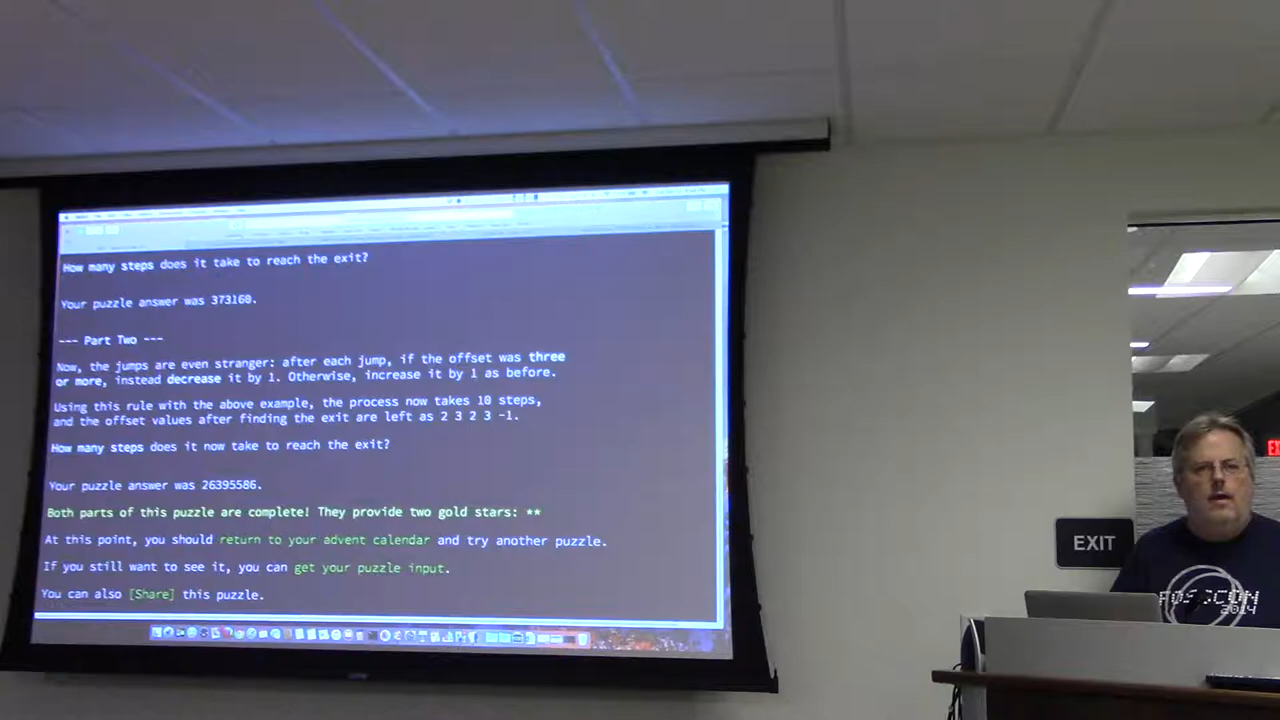 How many steps does it take to reach the exit?
Your puzzle answer was 373160.
--- Part Two ---
Now, the jumps are even stranger: after each jump, if the offset was three
or more, instead decrease it by 1. Otherwise, increase it by 1 as before.
Using this rule with the above example, the process now takes 10 steps,
and the offset values after finding the exit are left as 2 3 2 3 -1.
How many steps does it now take to reach the exit?
Your puzzle answer was 26395586.
Both parts of this puzzle are complete! They provide two gold stars: **
At this point, you should return to your advent calendar and try another puzzle.
If you still want to see it, you can get your puzzle input.
You can also [Share] this puzzle.
EXIT
EX
FOSSCON
2014